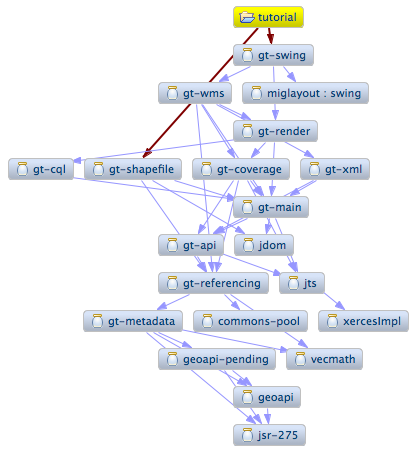 tutorial
gt-swing
gt-wms
miglayout : swing
gt-render
gt-cql
gt-shapefile
gt-coverage
gt-xml
gt-main
gt-api
jdom
gt-referencing
jts
gt-metadata
commons-pool
xercesImpl
geoapi-pending
vecmath
geoapi
jsr-275